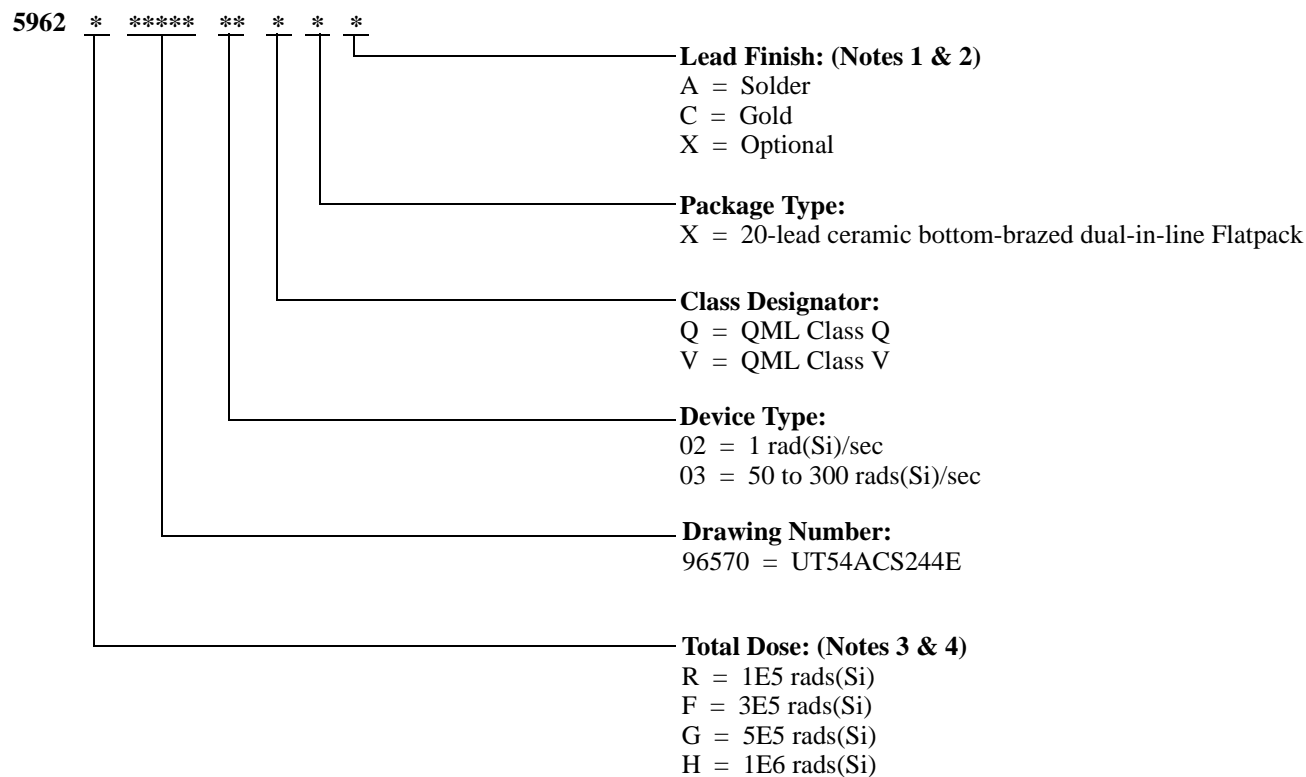 5962 * ***** ** * * *
Lead Finish: (Notes 1 & 2)
A = Solder
C = Gold
X = Optional
Package Type:
X = 20-lead ceramic bottom-brazed dual-in-line Flatpack
Class Designator:
Q = QML Class Q
V = QML Class V
Device Type:
02 = 1 rad(Si)/sec
03 = 50 to 300 rads(Si)/sec
Drawing Number:
96570 = UT54ACS244E
Total Dose: (Notes 3 & 4)
R = 1E5 rads(Si)
F = 3E5 rads(Si)
G = 5E5 rads(Si)
H = 1E6 rads(Si)